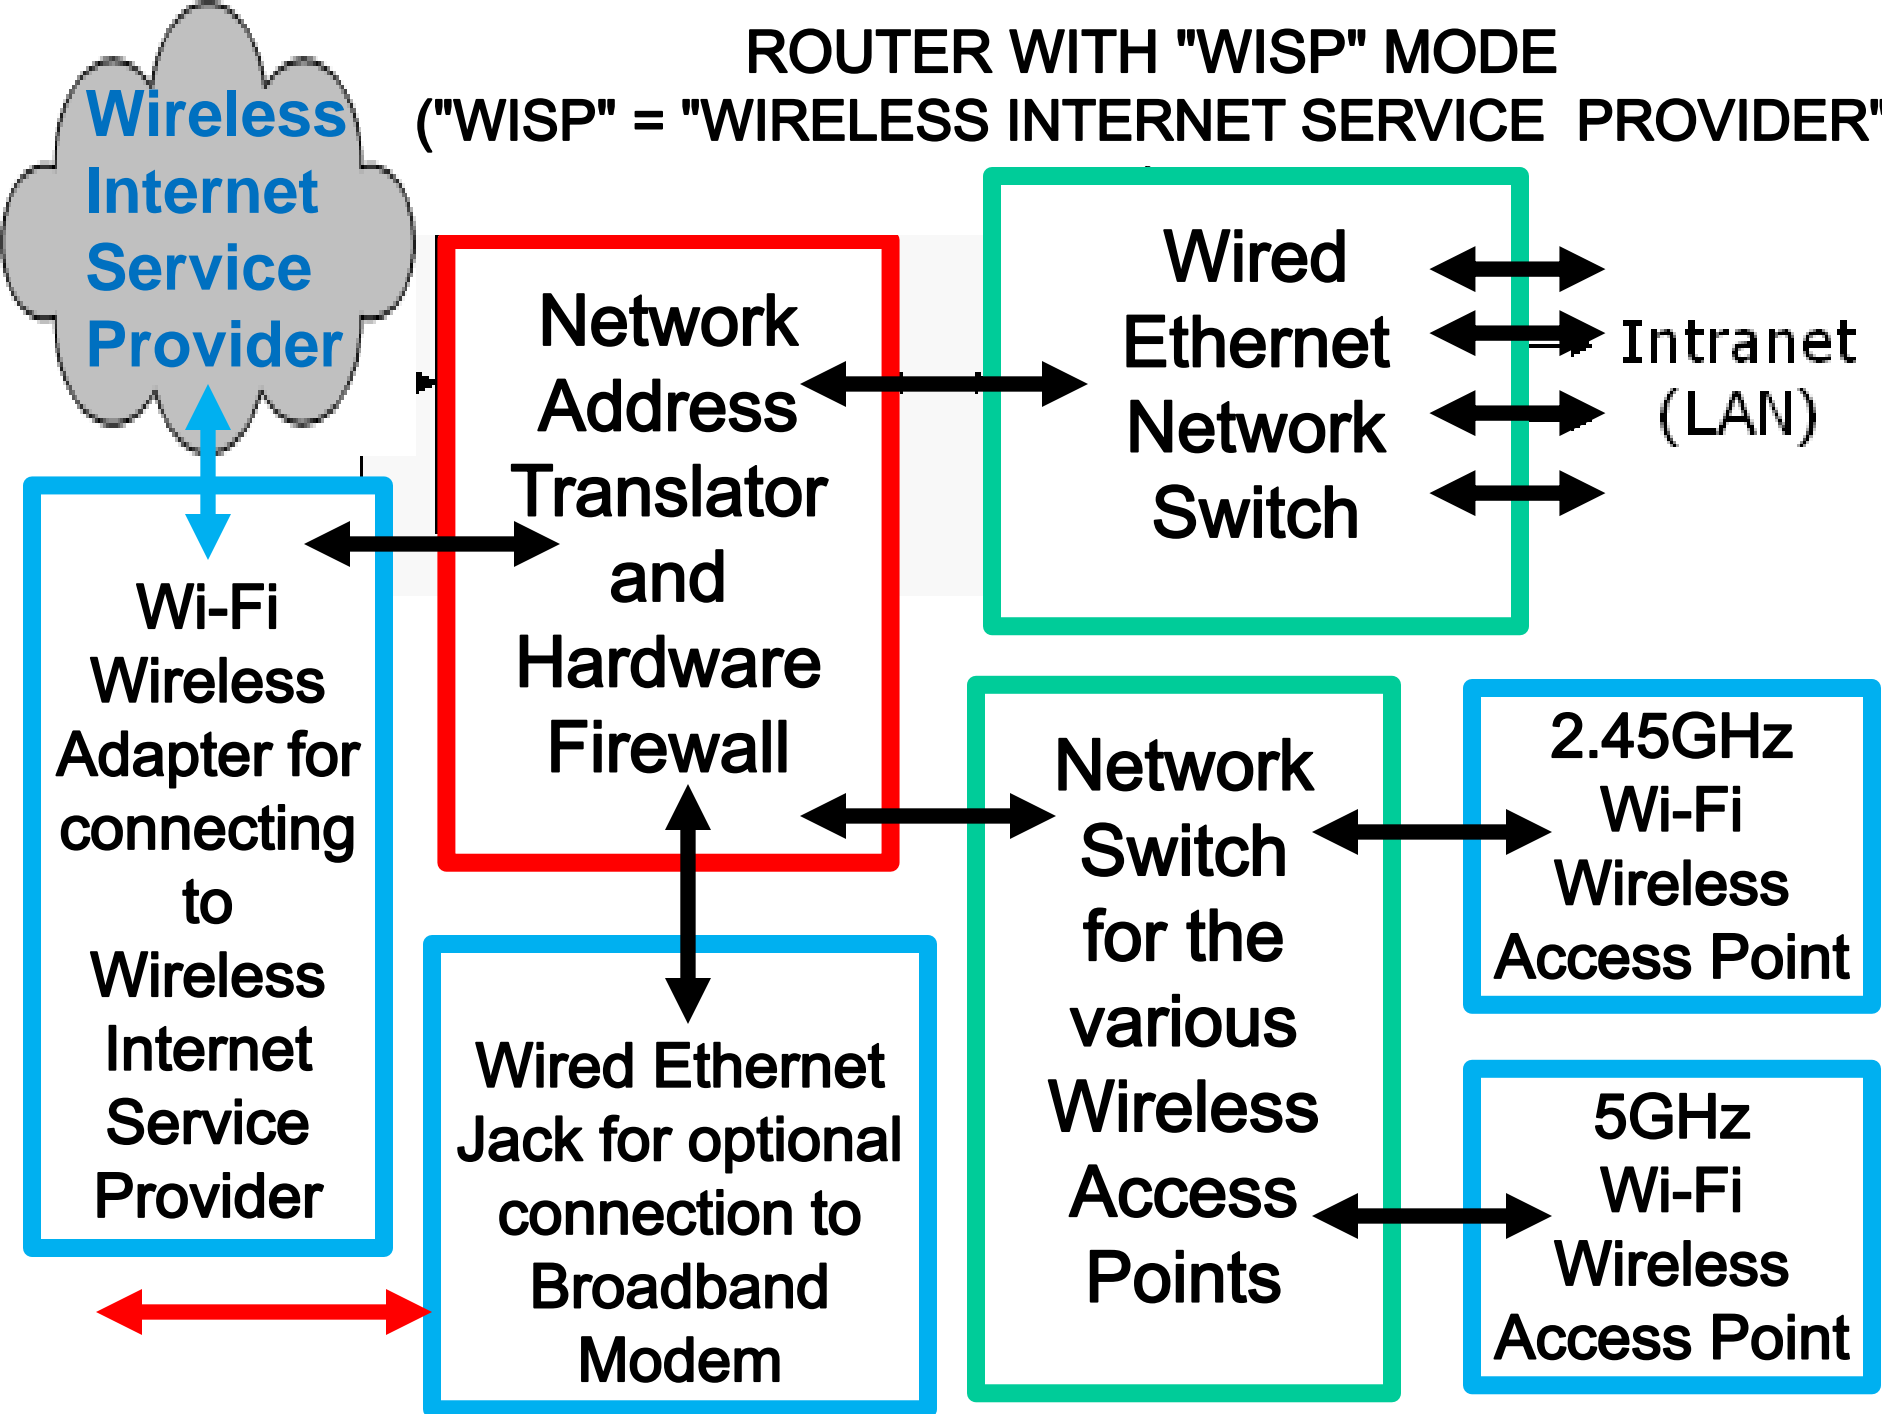 ROUTER WITH "WISP" MODE
("WISP" = "WIRELESS INTERNET SERVICE PROVIDER"
Wireless
Internet
Service
Provider
Network
Address
Translator
and
Hardware
Firewall
Wired
Ethernet
Network
Switch
Intranet
(LAN)
Wi-Fi
Wireless
Adapter for
connecting
to
Wireless
Internet
Service
Provider
Wired Ethernet
Jack for optional
connection to
Broadband
Modem
Network
Switch
for the
various
Wireless
Access
Points
2.45GHz
Wi-Fi
Wireless
Access Point
5GHz
Wi-Fi
Wireless
Access Point